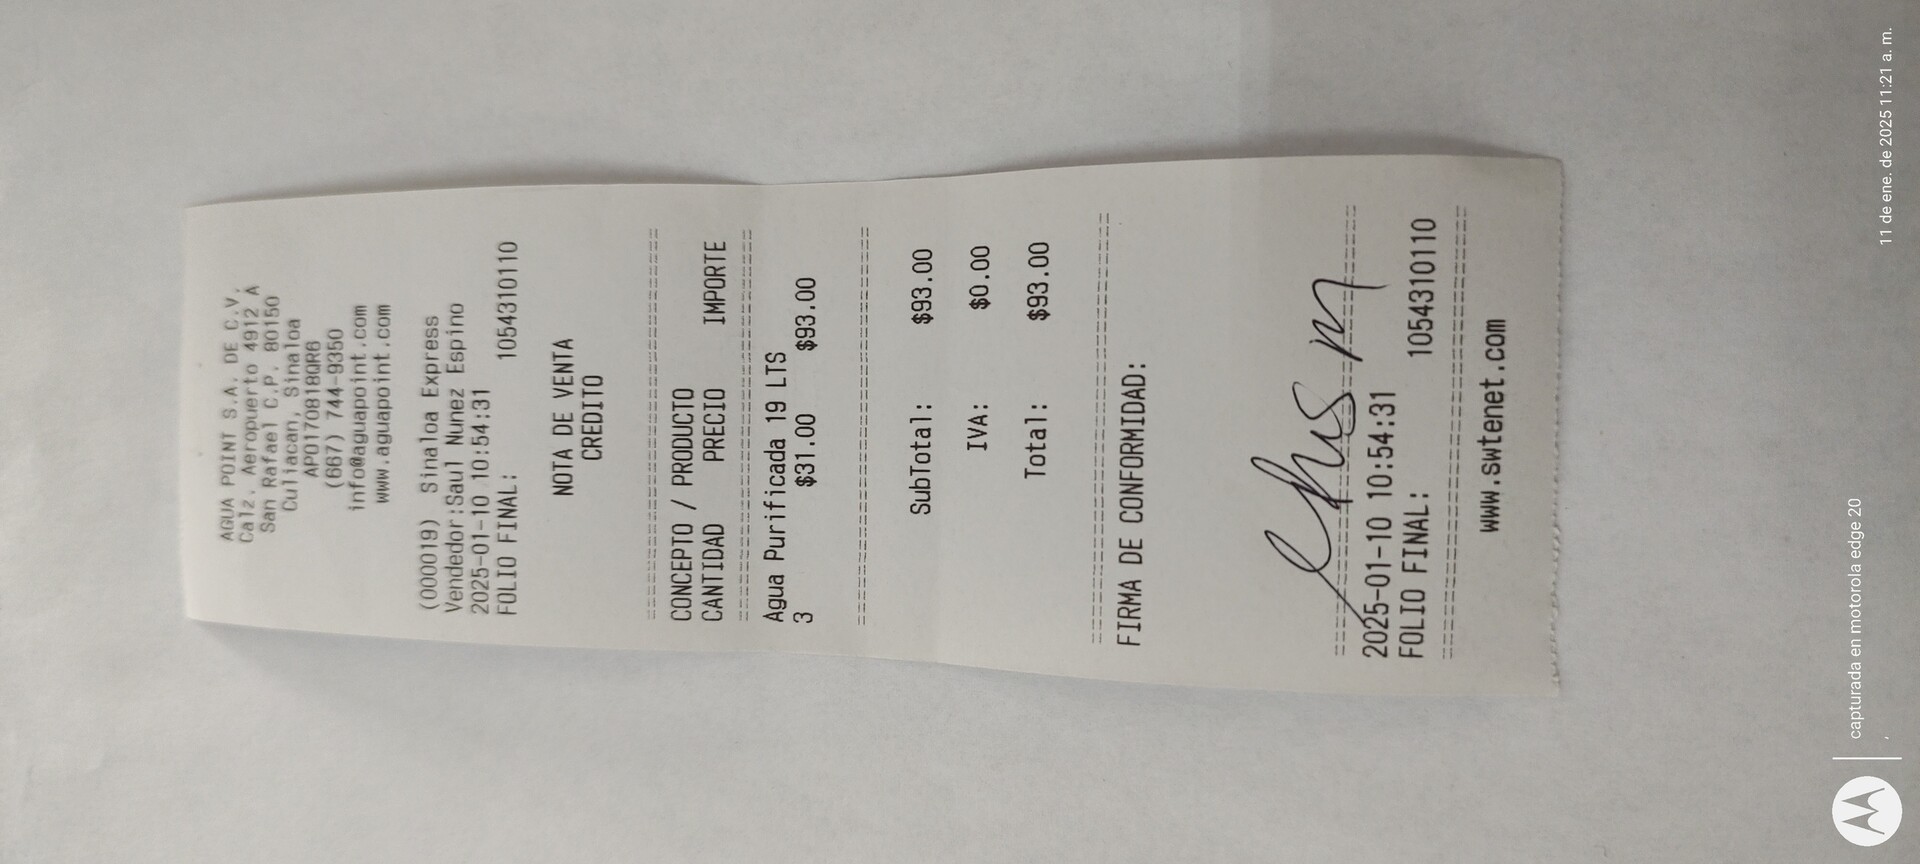 AGUA POINT S.A. DE C.V.
Calz. Aeropuerto 4912 A
San Rafael C.P. 80150
Culiacan, Sinaloa
APO170818QR6
(667) 744-9350
info@aguapoint.com
www.aguapoint.com
(000019) Sinaloa Express
Vendedor:Saul Nunez Espino
2025-01-10 10:54:31
FOLIO FINAL: 1054310110
NOTA DE VENTA
CREDITO
==============================
CONCEPTO / PRODUCTO
CANTIDAD PRECIO IMPORTE
==============================
Agua Purificada 19 LTS
3 $31.00 $93.00
==============================
SubTotal: $93.00
IVA: $0.00
Total: $93.00
==============================
FIRMA DE CONFORMIDAD:
==============================
2025-01-10 10:54:31
FOLIO FINAL: 1054310110
==============================
www.swtenet.com
capturada en motorola edge 20
,
11 de ene. de 2025 11:21 a. m.